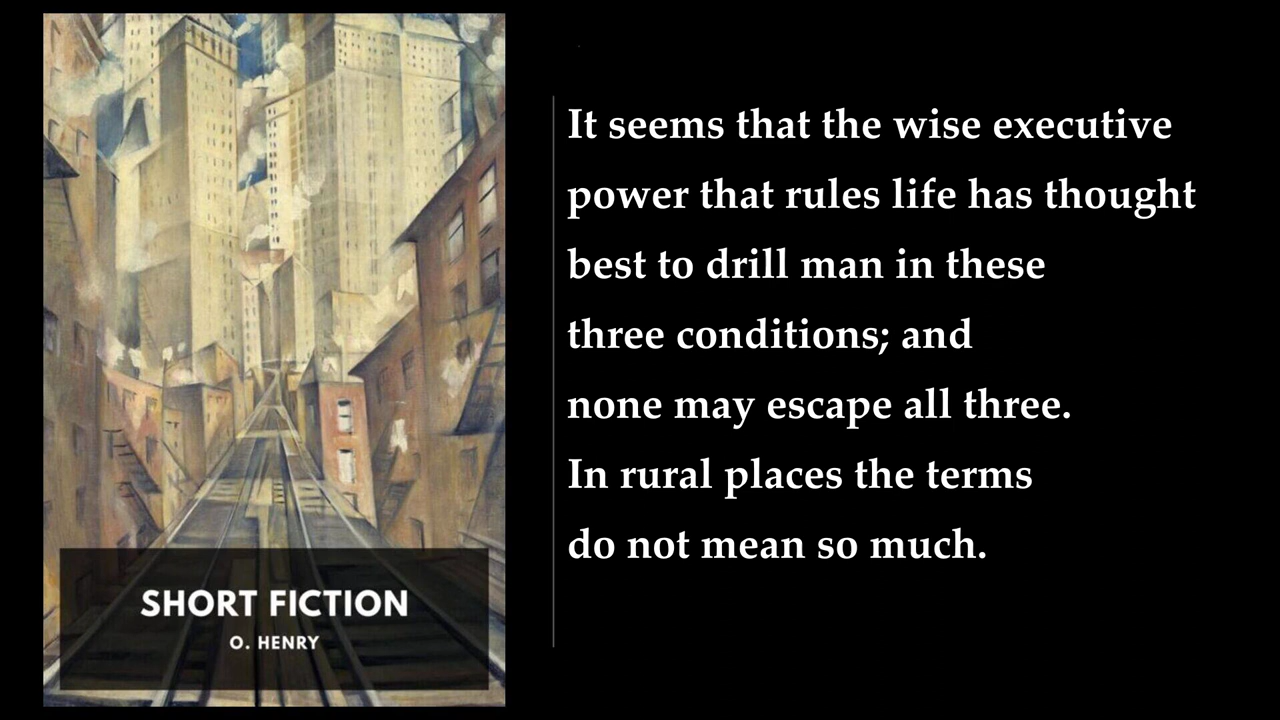 SHORT FICTION
O. HENRY
It seems that the wise executive
power that rules life has thought
best to drill man in these
three conditions; and
none may escape all three.
In rural places the terms
do not mean so much.